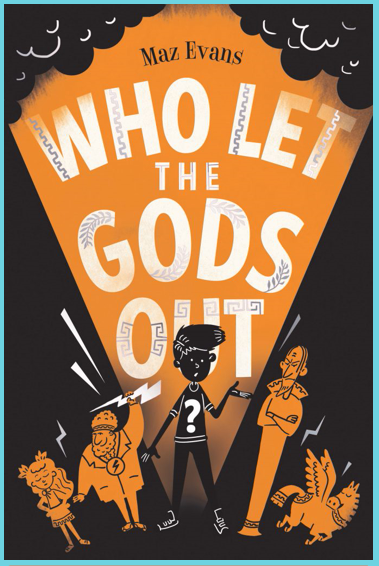 Maz Evans
WHO LET
THE
GODS
OUT
?